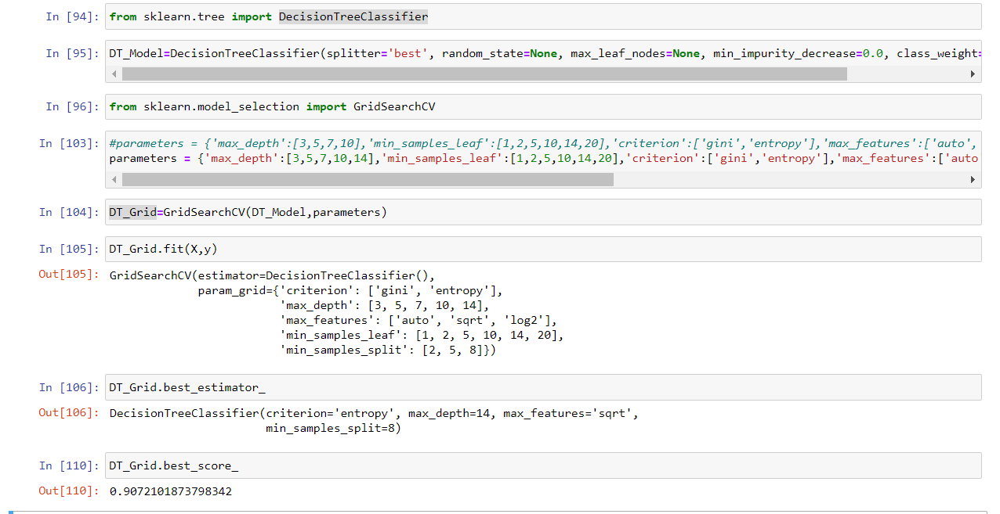 In [94]: from sklearn.tree import DecisionTreeClassifier
In [95]: DT_Model=DecisionTreeClassifier(splitter='best', random_state=None, max_leaf_nodes=None, min_impurity_decrease=0.0, class_weight=
In [96]: from sklearn.model_selection import GridSearchCV
In [103]: #parameters = {'max_depth':[3,5,7,10],'min_samples_leaf':[1,2,5,10,14,20],'criterion':['gini','entropy'],'max_features':['auto',
parameters = {'max_depth':[3,5,7,10,14],'min_samples_leaf':[1,2,5,10,14,20],'criterion':['gini','entropy'],'max_features':['auto
In [104]: DT_Grid=GridSearchCV(DT_Model,parameters)
In [105]: DT_Grid.fit(X,y)
Out[105]: GridSearchCV(estimator=DecisionTreeClassifier(),
param_grid={'criterion': ['gini', 'entropy'],
'max_depth': [3, 5, 7, 10, 14],
'max_features': ['auto', 'sqrt', 'log2'],
'min_samples_leaf': [1, 2, 5, 10, 14, 20],
'min_samples_split': [2, 5, 8]})
In [106]: DT_Grid.best_estimator_
Out[106]: DecisionTreeClassifier(criterion='entropy', max_depth=14, max_features='sqrt',
min_samples_split=8)
In [110]: DT_Grid.best_score_
Out[110]: 0.9072101873798342